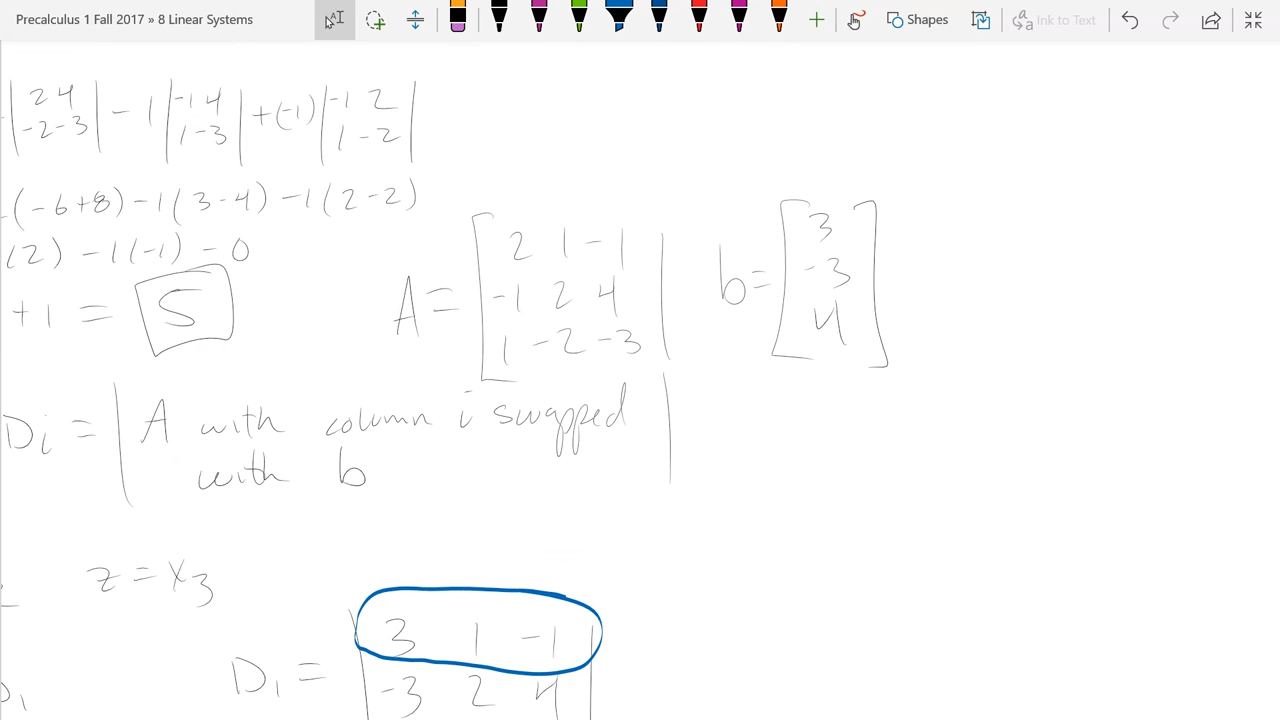 Precalculus 1 Fall 2017 » 8 Linear Systems
Shapes
Ink to Text
| 2 4 | - 1 | -1 4 | + (-1) | -1 2 |
| -2 -3 | | 1 -3 | | 1 -2 |
(-6+8) - 1(3-4) - 1(2-2)
(2) - 1(-1) - 0
+1 = 5
A = [ 2 1 -1
-1 2 4
1 -2 -3
b = [ 3
-3
4 ]
Di = | A with column i swapped
with b |
z = x3
D1 = | 3 1 -1 |
-3 2 4
D1